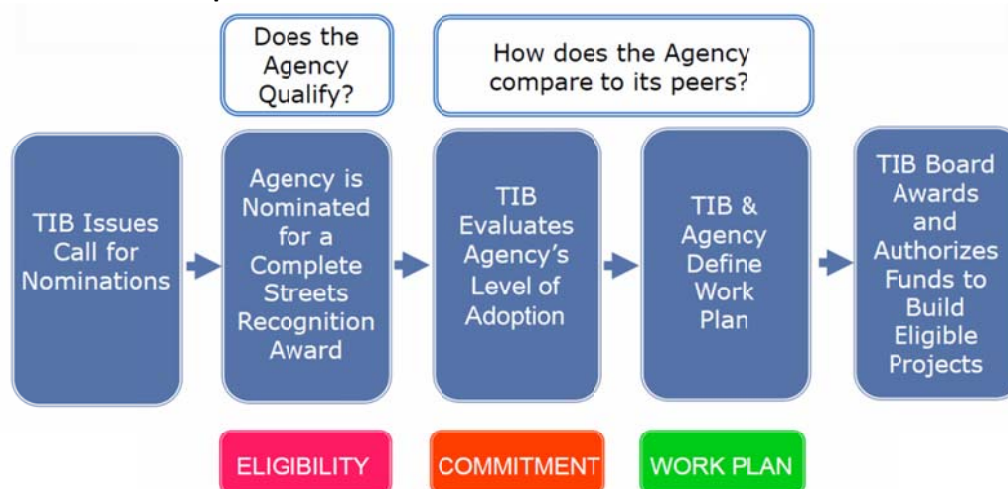 Does the
Agency
Qualify?
How does the Agency
compare to its peers?
TIB Issues
Call for
Nominations
Agency is
Nominated
for a
Complete
Streets
Recognition
Award
TIB
Evaluates
Agency's
Level of
Adoption
TIB &
Agency
Define
Work
Plan
TIB Board
Awards
and
Authorizes
Funds to
Build
Eligible
Projects
ELIGIBILITY
COMMITMENT
WORK PLAN